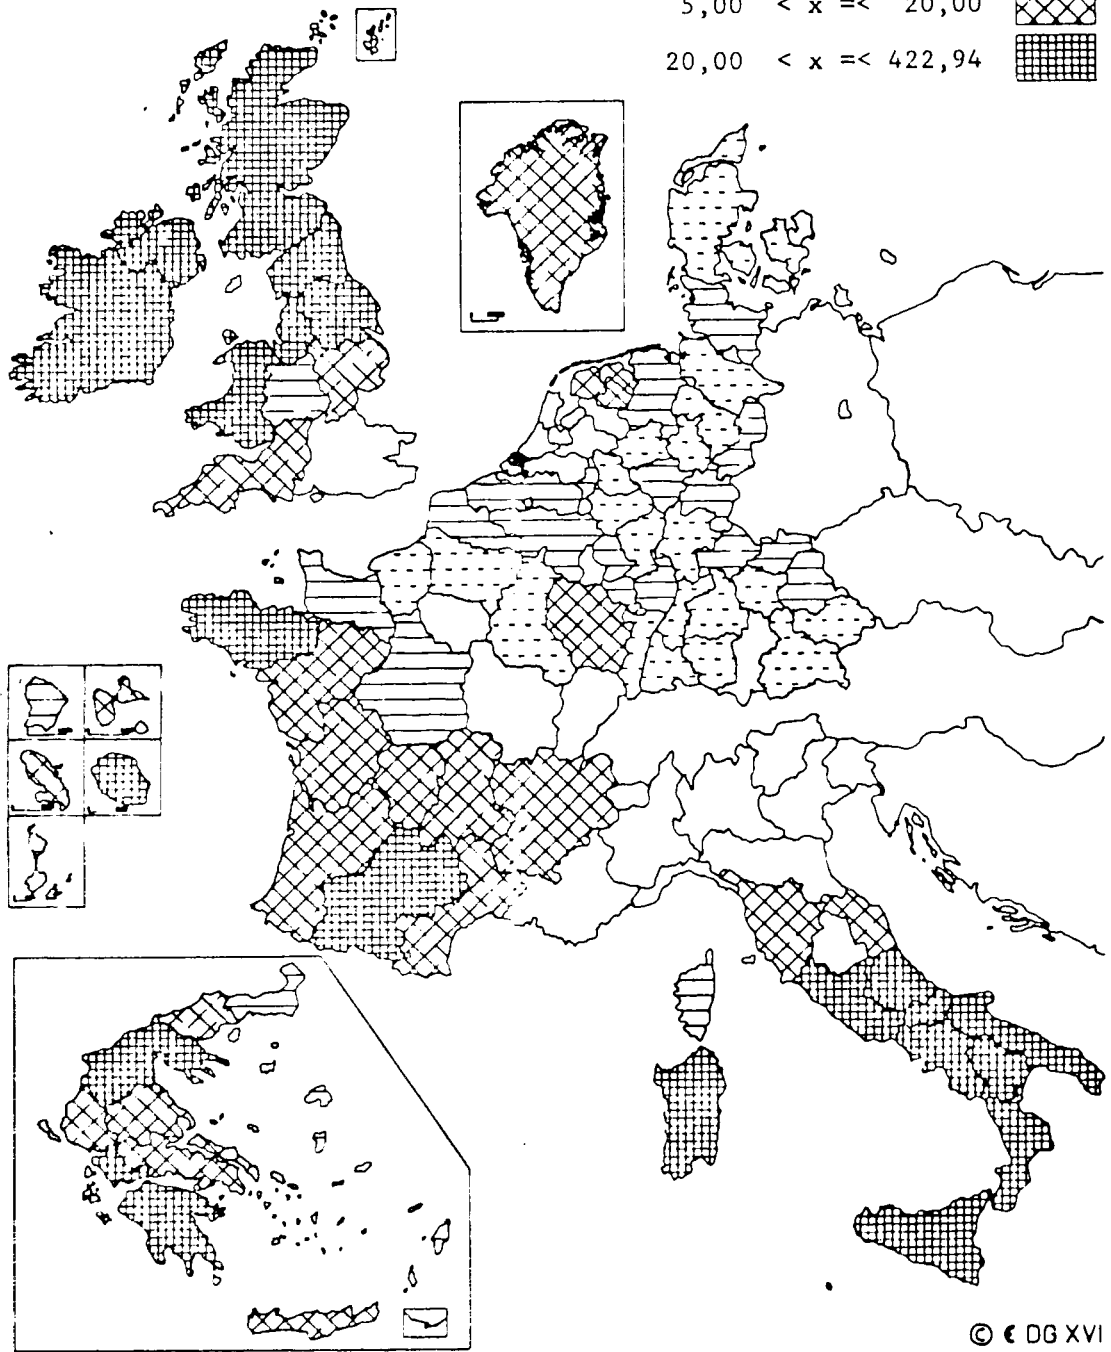 5,00 < x =< 20,00
20,00 < x =< 422,94
© € DG XVI